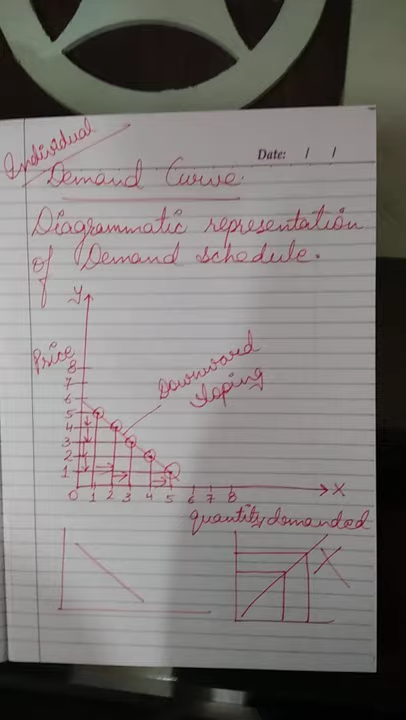 Individual
Date: / /
Demand Curve.
Diagrammatic representation
of Demand schedule.
Y
Price
8
7
6
5
4
3
2
1
Downward
sloping
0 1 2 3 4 5 6 7 8 X
quantity demanded